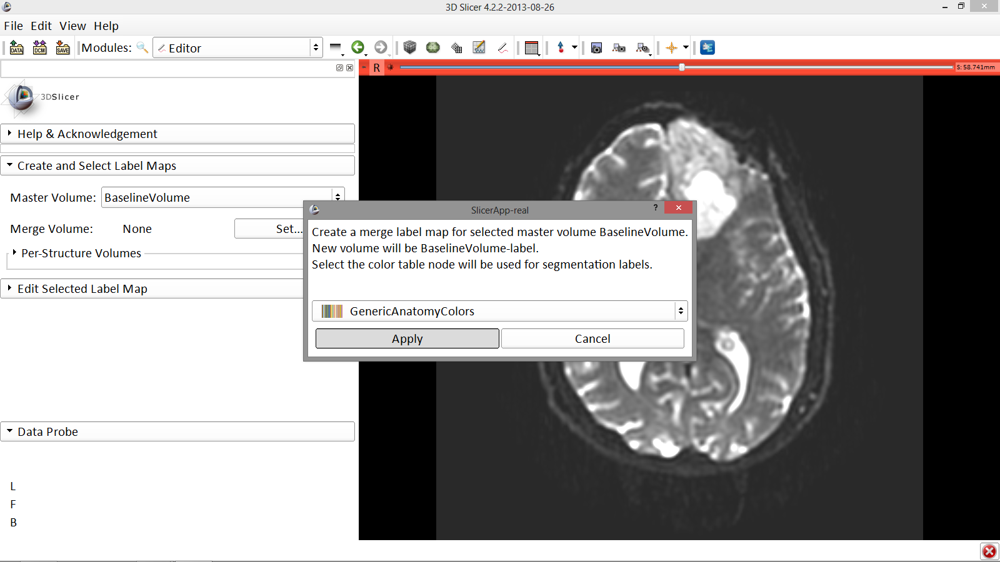 3D Slicer 4.2.2-2013-08-26
File Edit View Help
DATA DCM SAVE Modules: Editor
R S: 58.741mm
3DSlicer
Help & Acknowledgement
Create and Select Label Maps
Master Volume: BaselineVolume
Merge Volume: None Set...
Per-Structure Volumes
Edit Selected Label Map
SlicerApp-real ?
Create a merge label map for selected master volume BaselineVolume.
New volume will be BaselineVolume-label.
Select the color table node will be used for segmentation labels.
GenericAnatomyColors
Apply Cancel
Data Probe
L
F
B